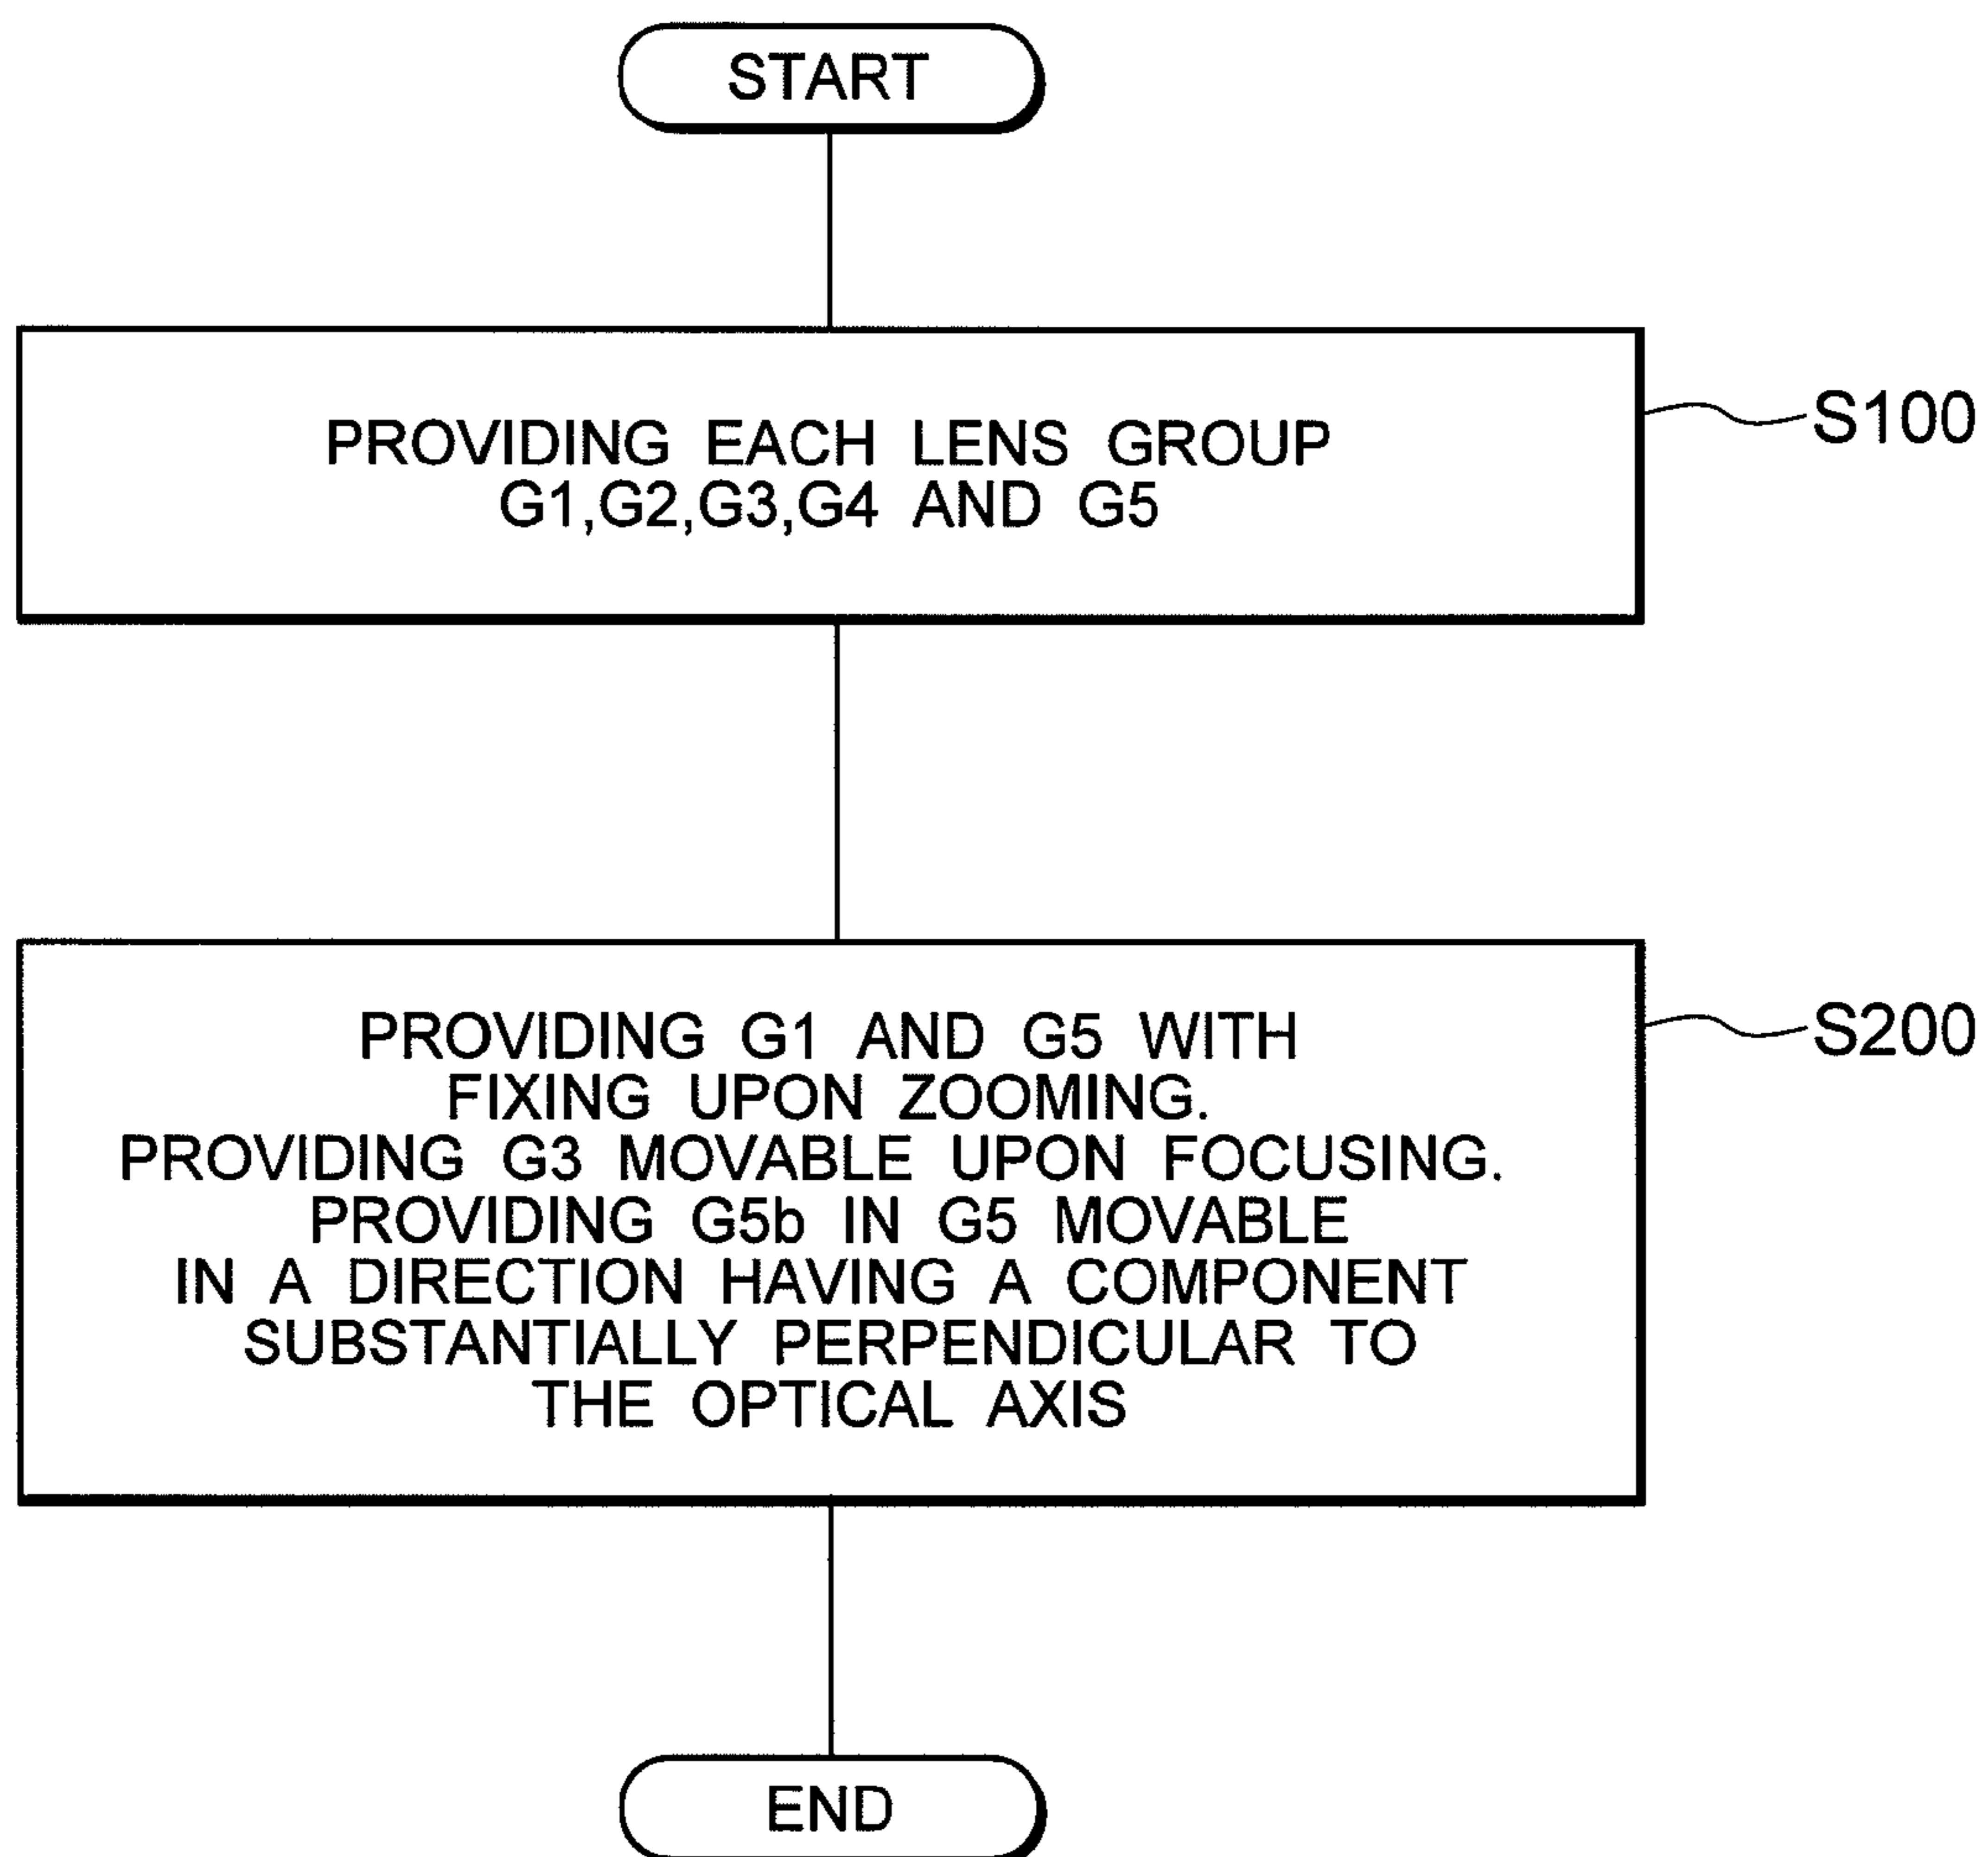 START
PROVIDING EACH LENS GROUP
G1,G2,G3,G4 AND G5
S100
PROVIDING G1 AND G5 WITH
FIXING UPON ZOOMING.
PROVIDING G3 MOVABLE UPON FOCUSING.
PROVIDING G5b IN G5 MOVABLE
IN A DIRECTION HAVING A COMPONENT
SUBSTANTIALLY PERPENDICULAR TO
THE OPTICAL AXIS
S200
END